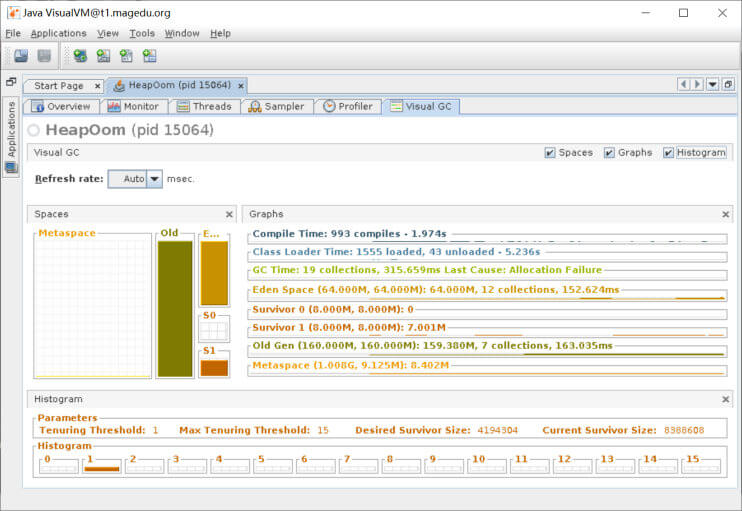 Java VisualVM@t1.magedu.org
File Applications View Tools Window Help
Start Page HeapOom (pid 15064)
Applications
Overview Monitor Threads Sampler Profiler Visual GC
HeapOom (pid 15064)
Visual GC Spaces Graphs Histogram
Refresh rate: Auto msec.
Spaces
Metaspace Old E...
S0
S1
Graphs
Compile Time: 993 compiles - 1.974s
Class Loader Time: 1555 loaded, 43 unloaded - 5.236s
GC Time: 19 collections, 315.659ms Last Cause: Allocation Failure
Eden Space (64.000M, 64.000M): 64.000M, 12 collections, 152.624ms
Survivor 0 (8.000M, 8.000M): 0
Survivor 1 (8.000M, 8.000M): 7.001M
Old Gen (160.000M, 160.000M): 159.380M, 7 collections, 163.035ms
Metaspace (1.008G, 9.125M): 8.402M
Histogram
Parameters
Tenuring Threshold: 1 Max Tenuring Threshold: 15 Desired Survivor Size: 4194304 Current Survivor Size: 8388608
Histogram
0 1 2 3 4 5 6 7 8 9 10 11 12 13 14 15